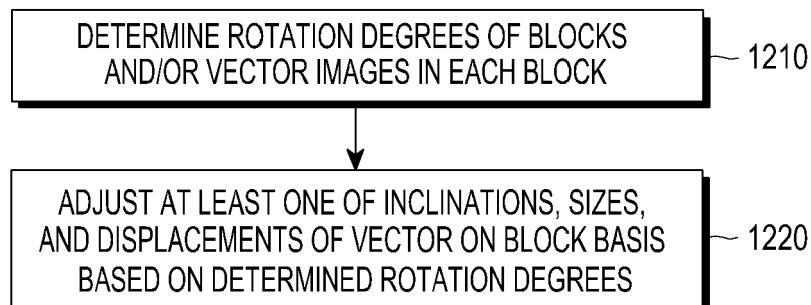 DETERMINE ROTATION DEGREES OF BLOCKS
AND/OR VECTOR IMAGES IN EACH BLOCK
1210
ADJUST AT LEAST ONE OF INCLINATIONS, SIZES,
AND DISPLACEMENTS OF VECTOR ON BLOCK BASIS
BASED ON DETERMINED ROTATION DEGREES
1220